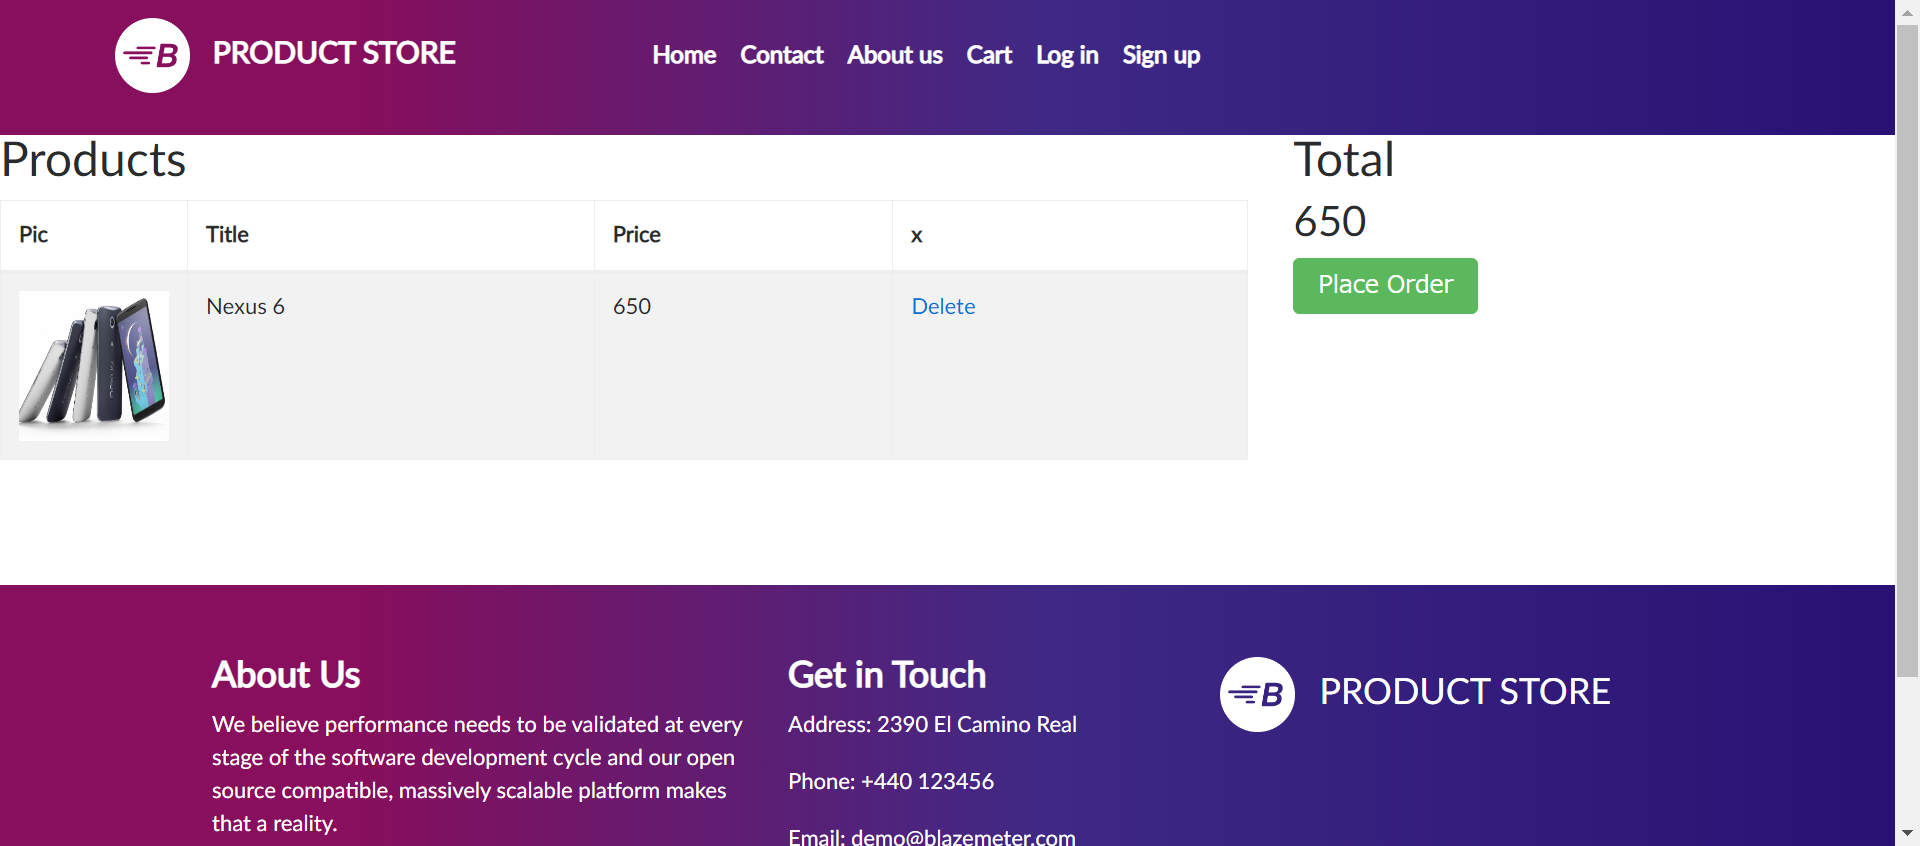 B PRODUCT STORE
Home Contact About us Cart Log in Sign up
Products
Pic Title Price x
Nexus 6 650 Delete
Total
650
Place Order
About Us
We believe performance needs to be validated at every
stage of the software development cycle and our open
source compatible, massively scalable platform makes
that a reality.
Get in Touch
Address: 2390 El Camino Real
Phone: +440 123456
Email: demo@blazemeter.com
B PRODUCT STORE